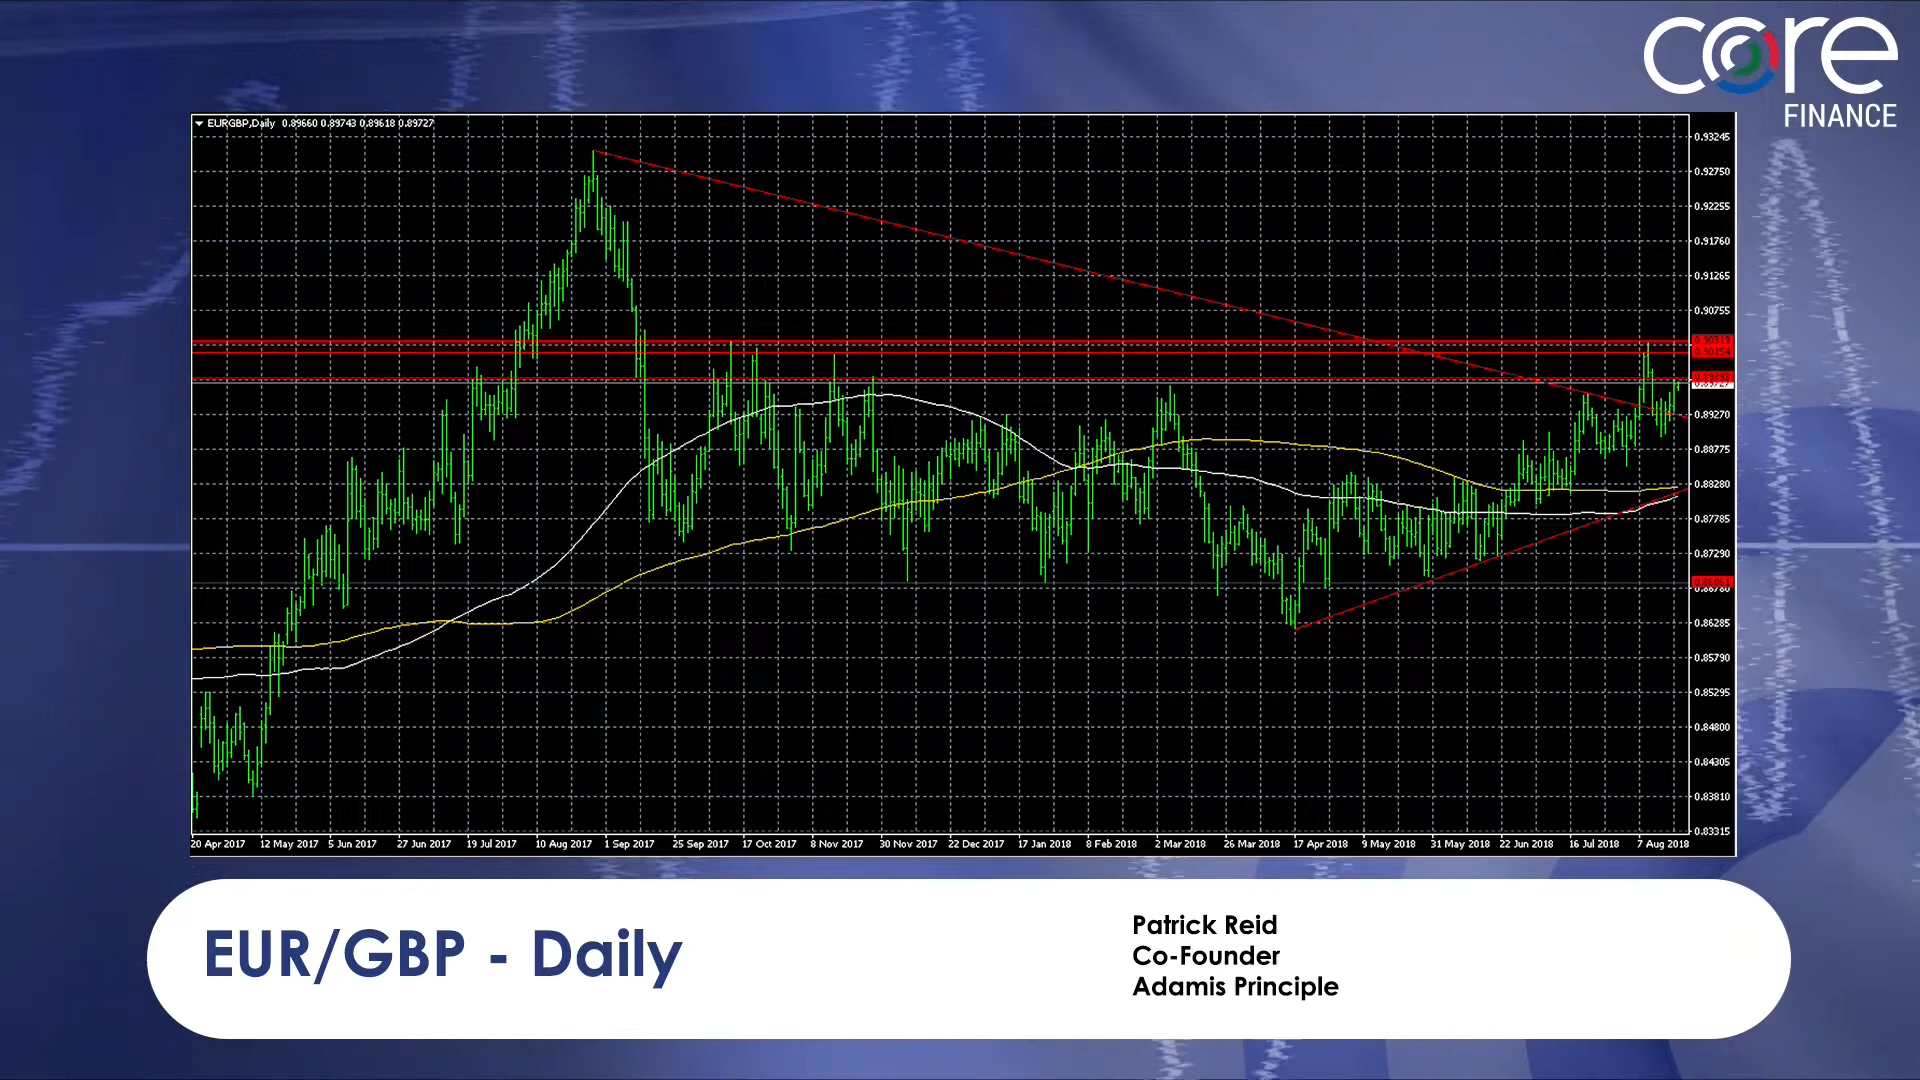 core
FINANCE
EURGBP,Daily 0.89660 0.89743 0.89618 0.89727
0.93245
0.92750
0.92255
0.91760
0.91265
0.90755
0.90154
0.89727
0.89270
0.88775
0.88280
0.87785
0.87290
0.86780
0.86285
0.85790
0.85295
0.84800
0.84305
0.83810
0.83315
20 Apr 2017 12 May 2017 5 Jun 2017 27 Jun 2017 19 Jul 2017 10 Aug 2017 1 Sep 2017 25 Sep 2017 17 Oct 2017 8 Nov 2017 30 Nov 2017 22 Dec 2017 17 Jan 2018 8 Feb 2018 2 Mar 2018 26 Mar 2018 17 Apr 2018 9 May 2018 31 May 2018 22 Jun 2018 16 Jul 2018 7 Aug 2018
EUR/GBP - Daily
Patrick Reid
Co-Founder
Adamis Principle